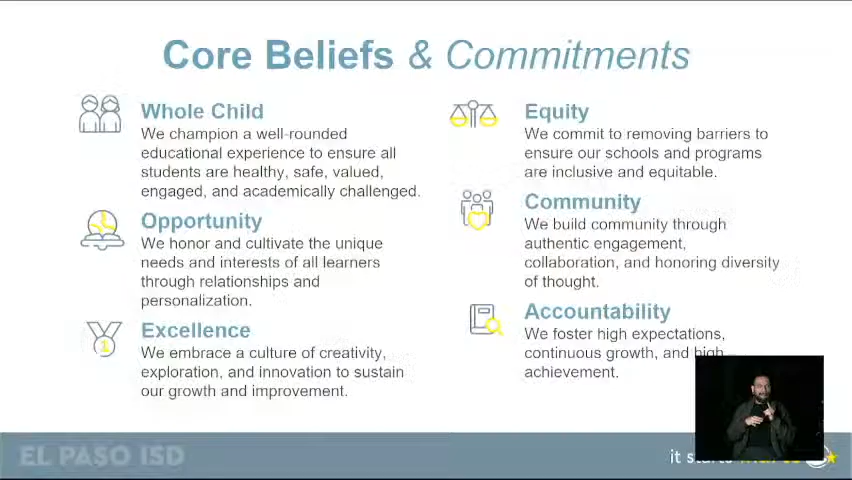 Core Beliefs & Commitments
Whole Child
We champion a well-rounded
educational experience to ensure all
students are healthy, safe, valued,
engaged, and academically challenged.
Opportunity
We honor and cultivate the unique
needs and interests of all learners
through relationships and
personalization.
Excellence
1
We embrace a culture of creativity,
exploration, and innovation to sustain
our growth and improvement.
Equity
We commit to removing barriers to
ensure our schools and programs
are inclusive and equitable.
Community
We build community through
authentic engagement,
collaboration, and honoring diversity
of thought.
Accountability
We foster high expectations,
continuous growth, and high
achievement.
EL PASO ISD
it starts